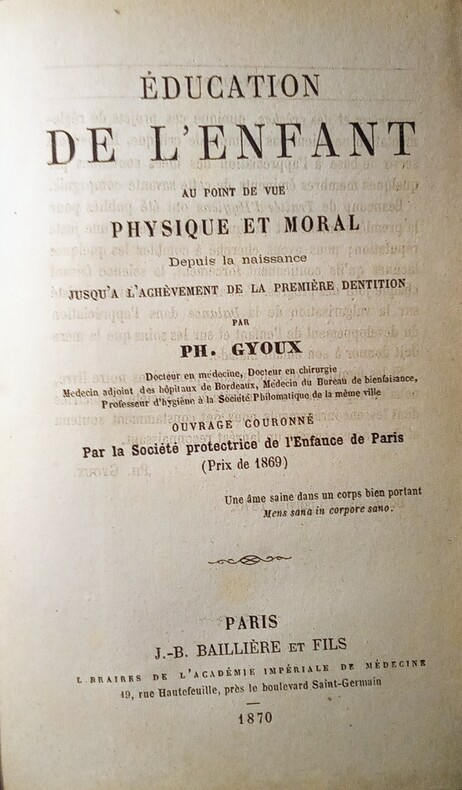 ÉDUCATION
DE L'ENFANT
AU POINT DE VUE
PHYSIQUE ET MORAL
Depuis la naissance
JUSQU'A L'ACHÈVEMENT DE LA PREMIÈRE DENTITION
PAR
PH. GYOUX
Docteur en médecine, Docteur en chirurgie
Médecin adjoint des hôpitaux de Bordeaux, Médecin du Bureau de bienfaisance,
Professeur d'hygiène à la Société Philomatique de la même ville
OUVRAGE COURONNÉ
Par la Société protectrice de l'Enfance de Paris
(Prix de 1869)
Une âme saine dans un corps bien portant
Mens sana in corpore sano.
PARIS
J.-B. BAILLIÈRE ET FILS
LIBRAIRES DE L'ACADÉMIE IMPÉRIALE DE MÉDECINE
19, rue Hautefeuille, près le boulevard Saint-Germain
1870